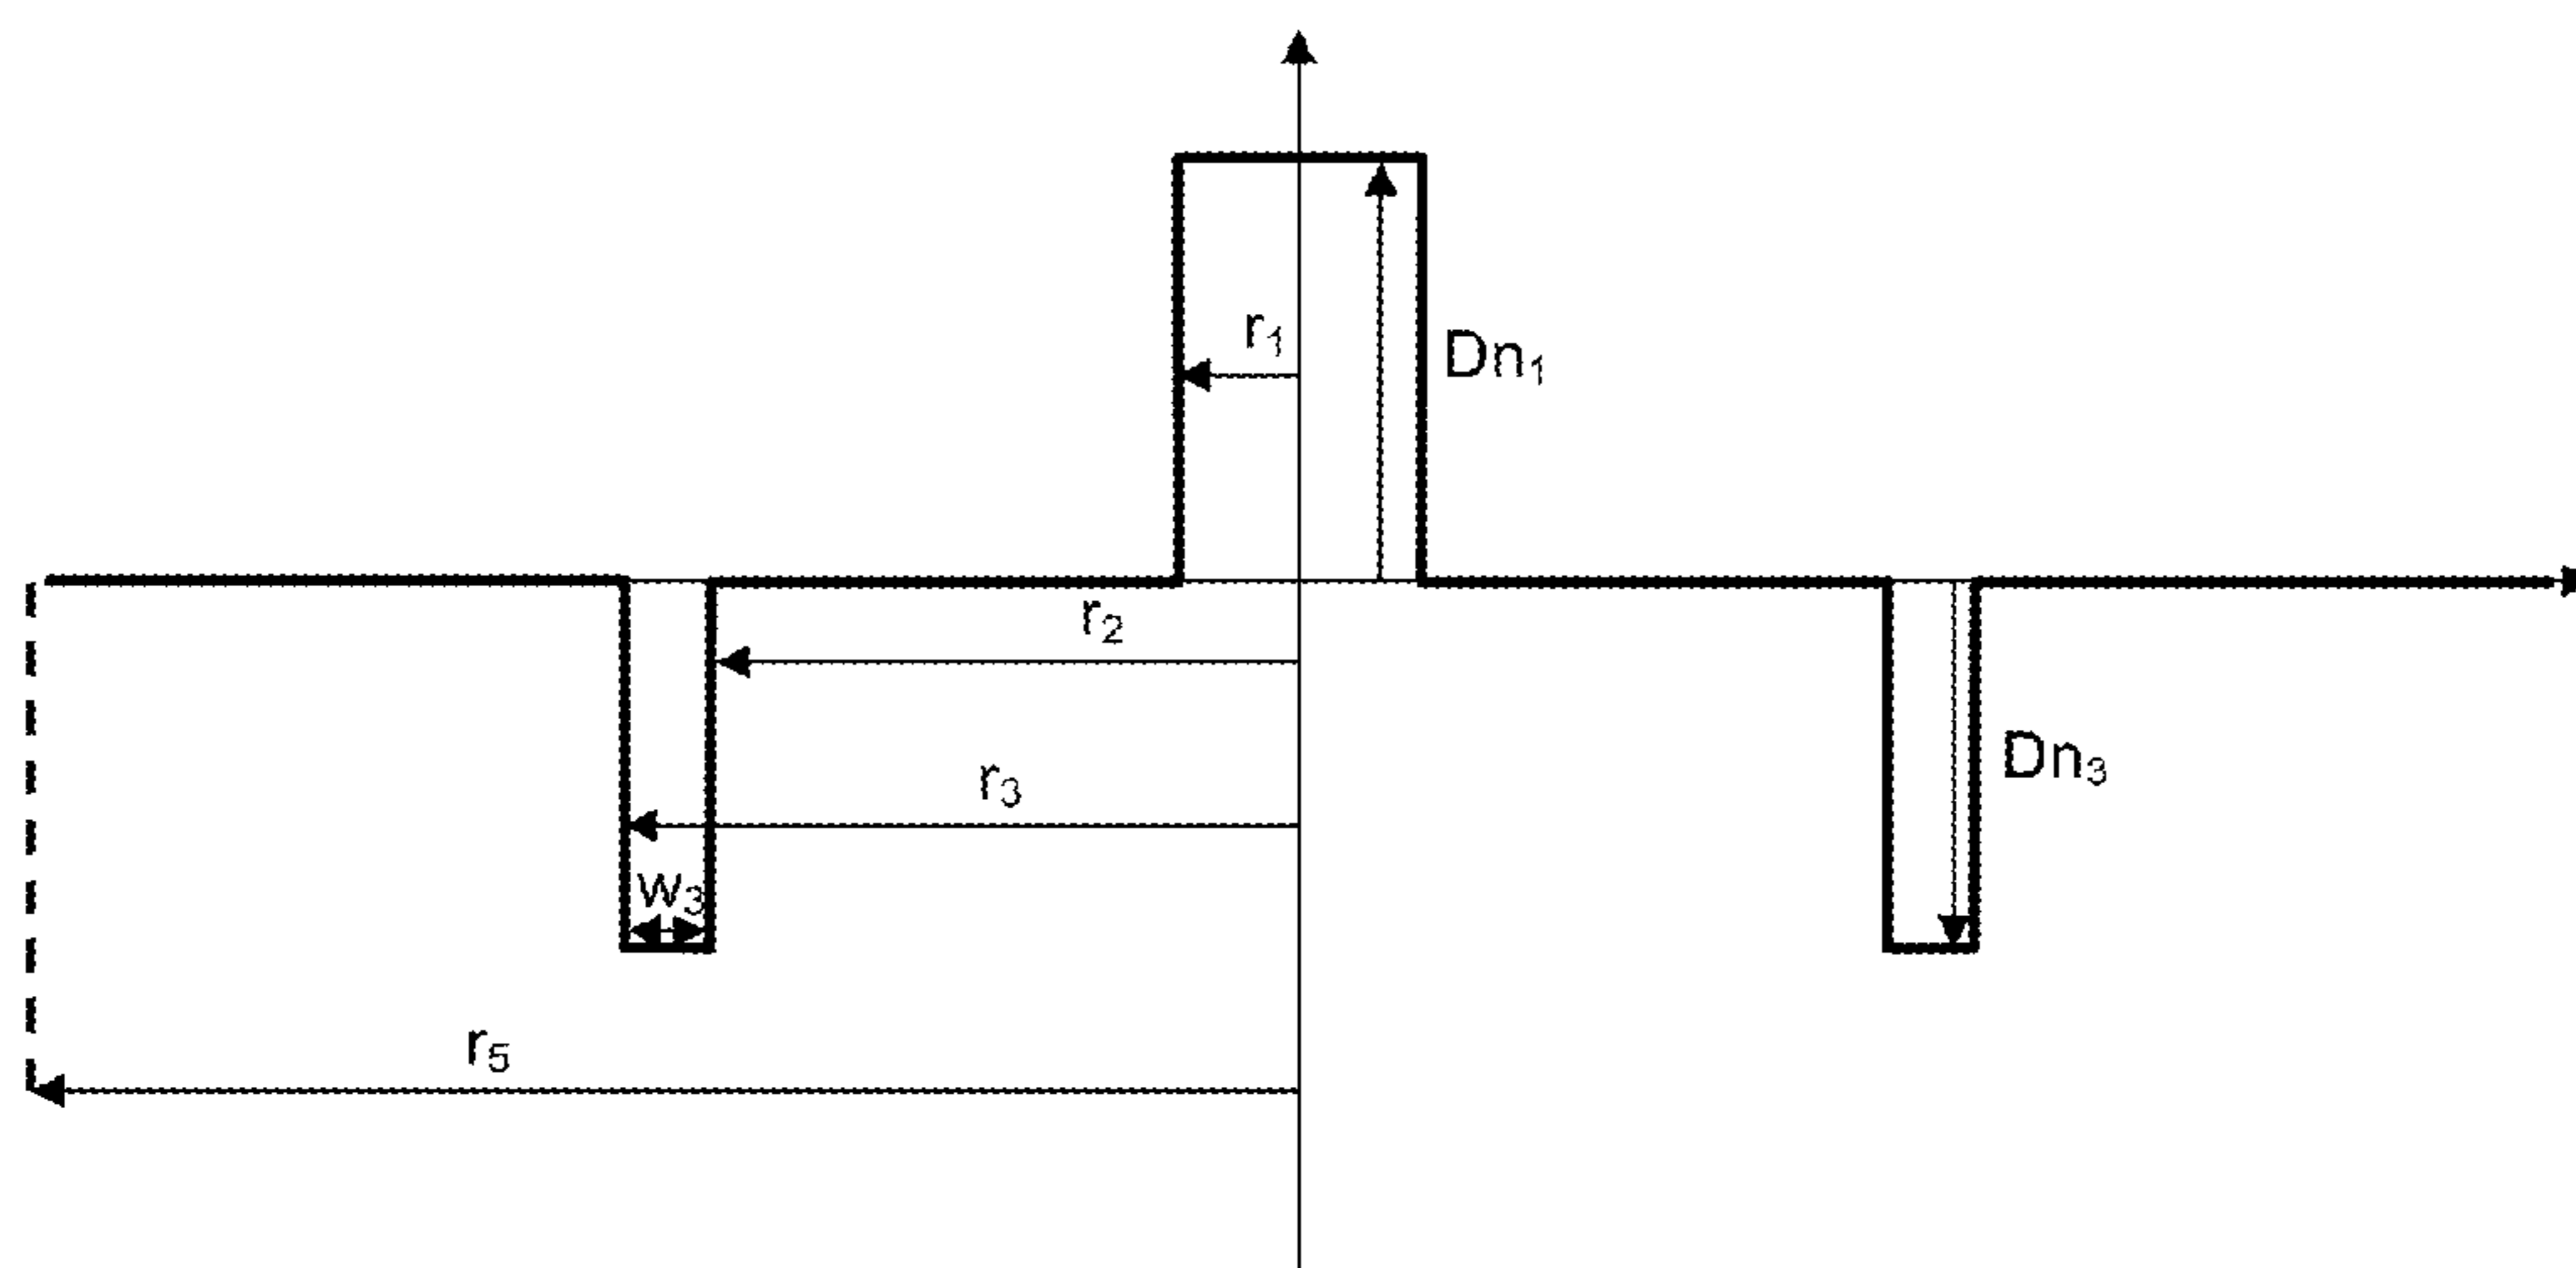 r₁
Dn₁
r₂
r₃
Dn₃
w₃
r₅